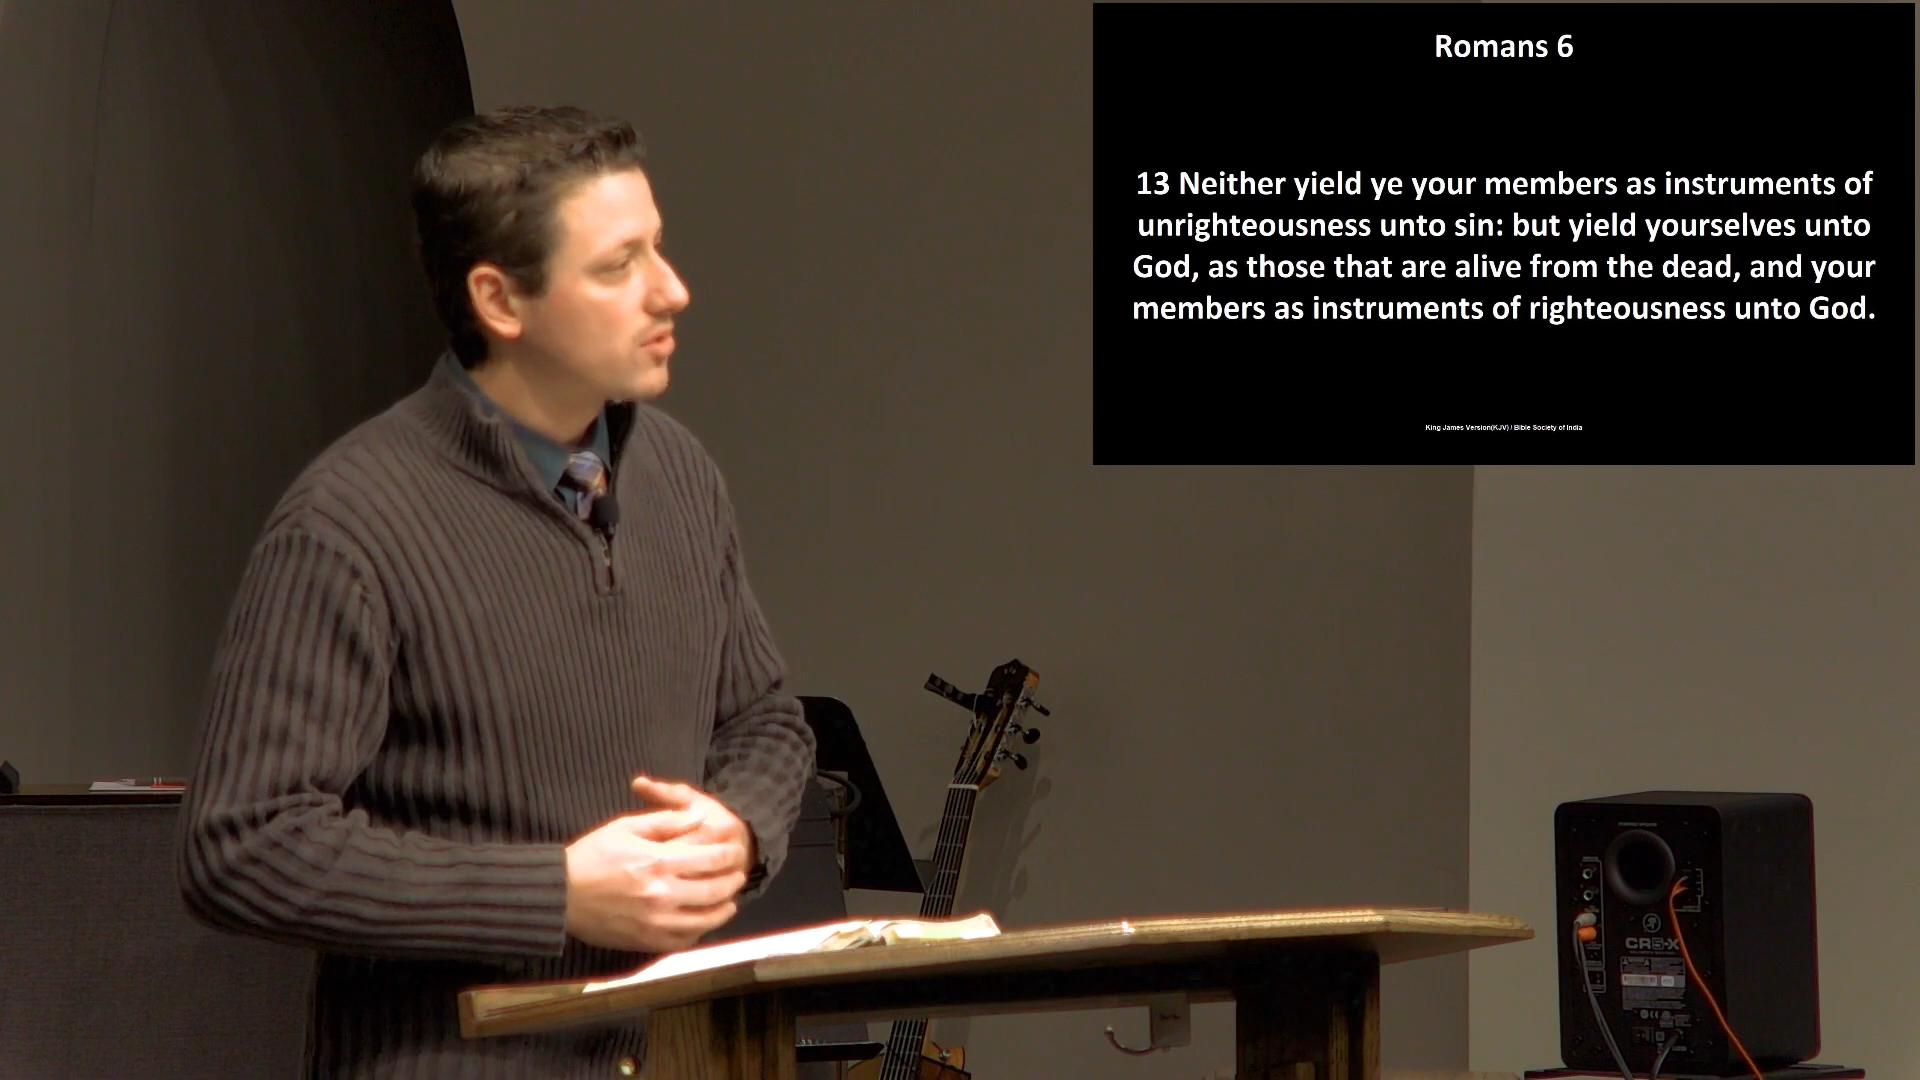 Romans 6
13 Neither yield ye your members as instruments of
unrighteousness unto sin: but yield yourselves unto
God, as those that are alive from the dead, and your
members as instruments of righteousness unto God.
King James Version(KJV) / Bible Society of India
CR5-X